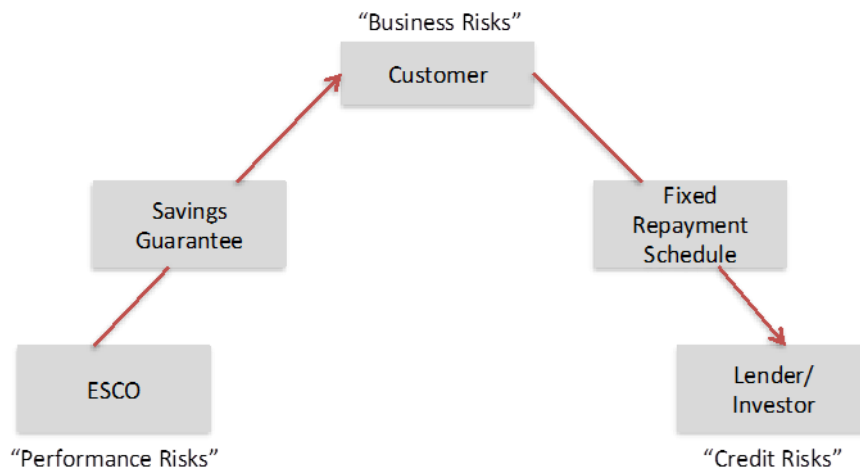 “Business Risks”
Customer
Savings
Guarantee
Fixed
Repayment
Schedule
ESCO
Lender/
Investor
“Performance Risks”
“Credit Risks”